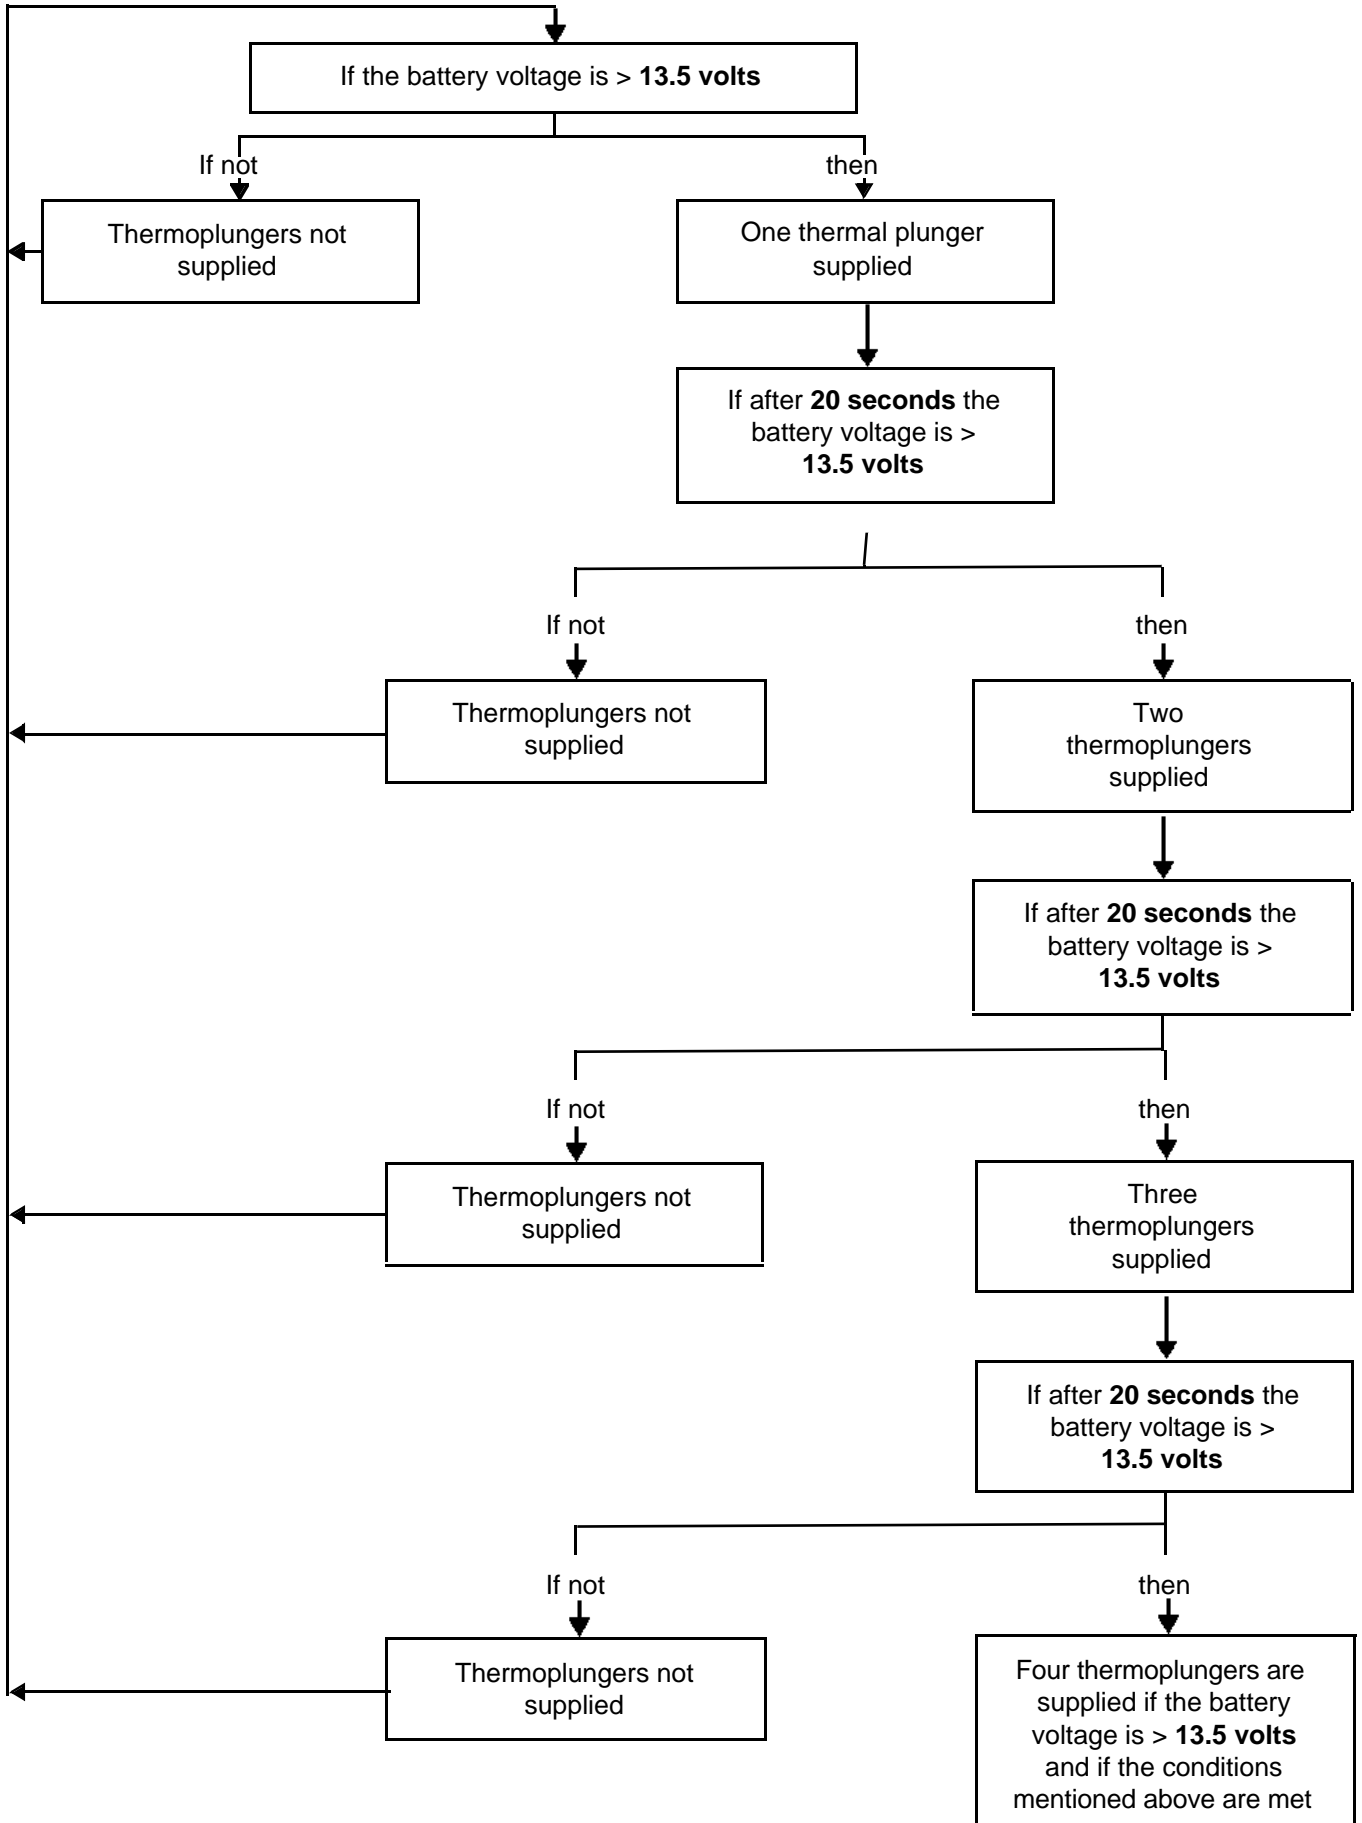 If the battery voltage is > 13.5 volts
If not
then
Thermoplungers not
supplied
One thermal plunger
supplied
If after 20 seconds the
battery voltage is >
13.5 volts
If not
then
Thermoplungers not
supplied
Two
thermoplungers
supplied
If after 20 seconds the
battery voltage is >
13.5 volts
If not
then
Thermoplungers not
supplied
Three
thermoplungers
supplied
If after 20 seconds the
battery voltage is >
13.5 volts
If not
then
Thermoplungers not
supplied
Four thermoplungers are
supplied if the battery
voltage is > 13.5 volts
and if the conditions
mentioned above are met